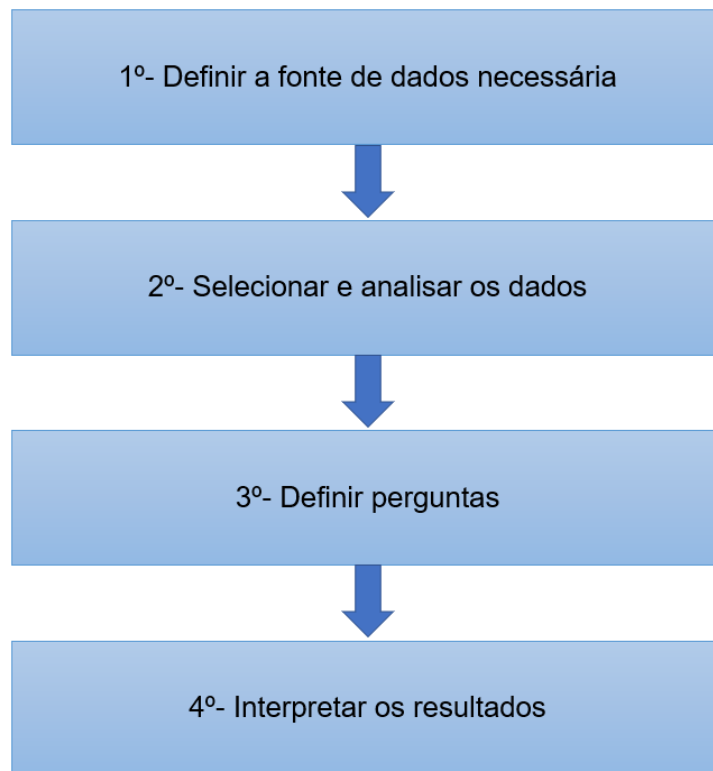 1º- Definir a fonte de dados necessária
2º- Selecionar e analisar os dados
3º- Definir perguntas
4º- Interpretar os resultados